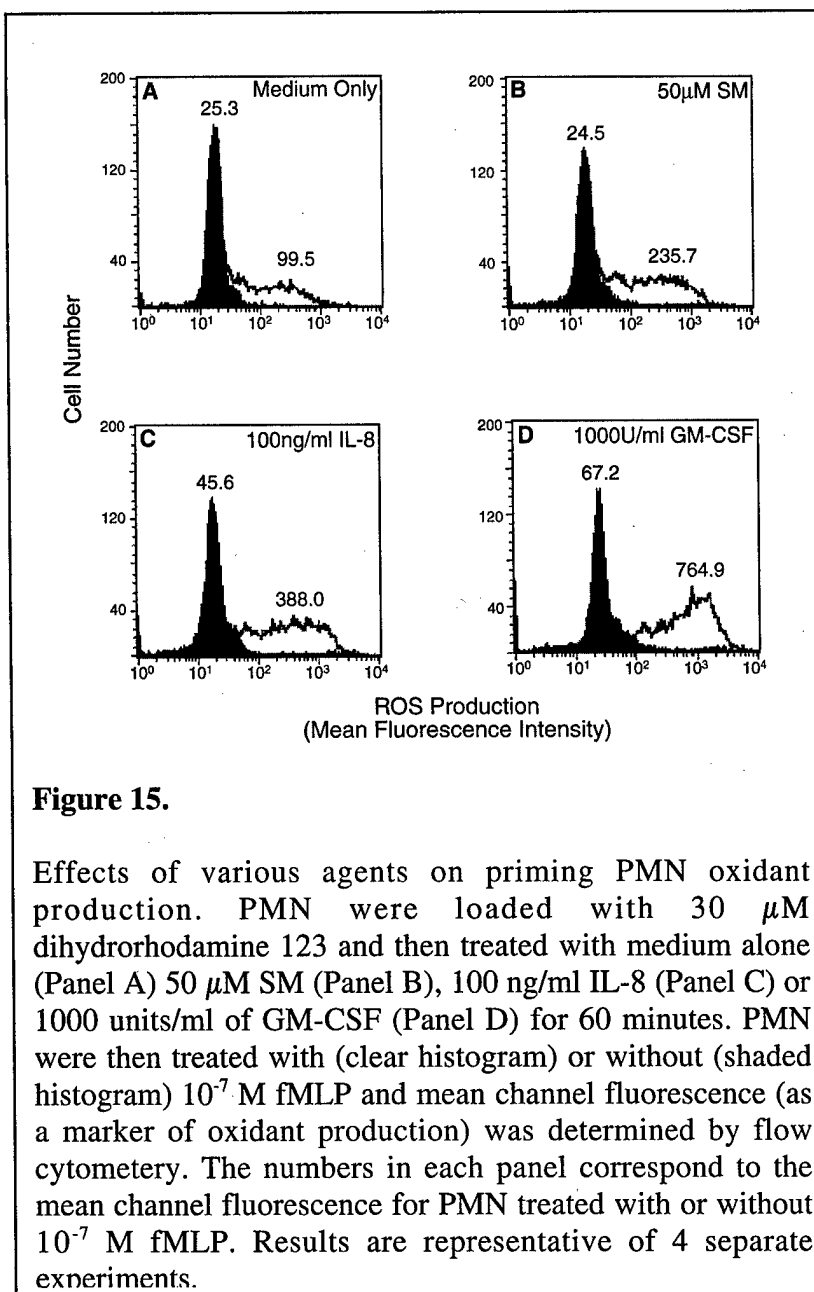 A Medium Only
25.3
99.5
200
120
40
10⁰ 10¹ 10² 10³ 10⁴
B 50μM SM
24.5
235.7
200
120
40
10⁰ 10¹ 10² 10³ 10⁴
Cell Number
C 100ng/ml IL-8
45.6
388.0
200
120
40
10⁰ 10¹ 10² 10³ 10⁴
D 1000U/ml GM-CSF
67.2
764.9
200
120
40
10⁰ 10¹ 10² 10³ 10⁴
ROS Production
(Mean Fluorescence Intensity)
Figure 15.
Effects of various agents on priming PMN oxidant
production. PMN were loaded with 30 μM
dihydrorhodamine 123 and then treated with medium alone
(Panel A) 50 μM SM (Panel B), 100 ng/ml IL-8 (Panel C) or
1000 units/ml of GM-CSF (Panel D) for 60 minutes. PMN
were then treated with (clear histogram) or without (shaded
histogram) 10⁻⁷ M fMLP and mean channel fluorescence (as
a marker of oxidant production) was determined by flow
cytometery. The numbers in each panel correspond to the
mean channel fluorescence for PMN treated with or without
10⁻⁷ M fMLP. Results are representative of 4 separate
experiments.